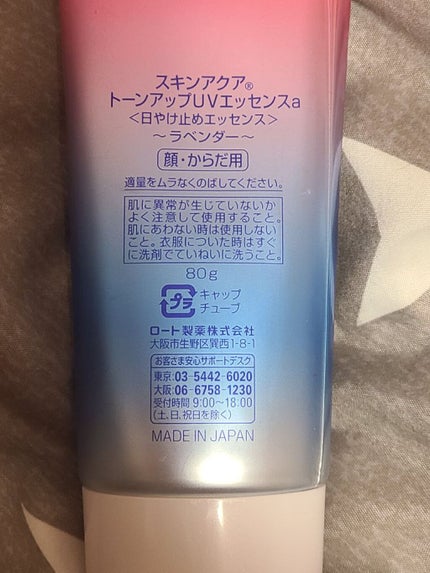 スキンアクア®
トーンアップUVエッセンスa
<日やけ止めエッセンス>
～ラベンダー～
顔・からだ用
適量をムラなくのばしてください。
肌に異常が生じていないか
よく注意して使用すること。
肌にあわない時は使用しない
こと。衣服についた時はすぐ
に洗剤でていねいに洗うこと。
80g
プラ キャップ
チューブ
ロート製薬株式会社
大阪市生野区巽西1-8-1
お客さま安心サポートデスク
東京:03-5442-6020
大阪:06-6758-1230
受付時間 9:00～18:00
(土、日、祝日を除く)
MADE IN JAPAN